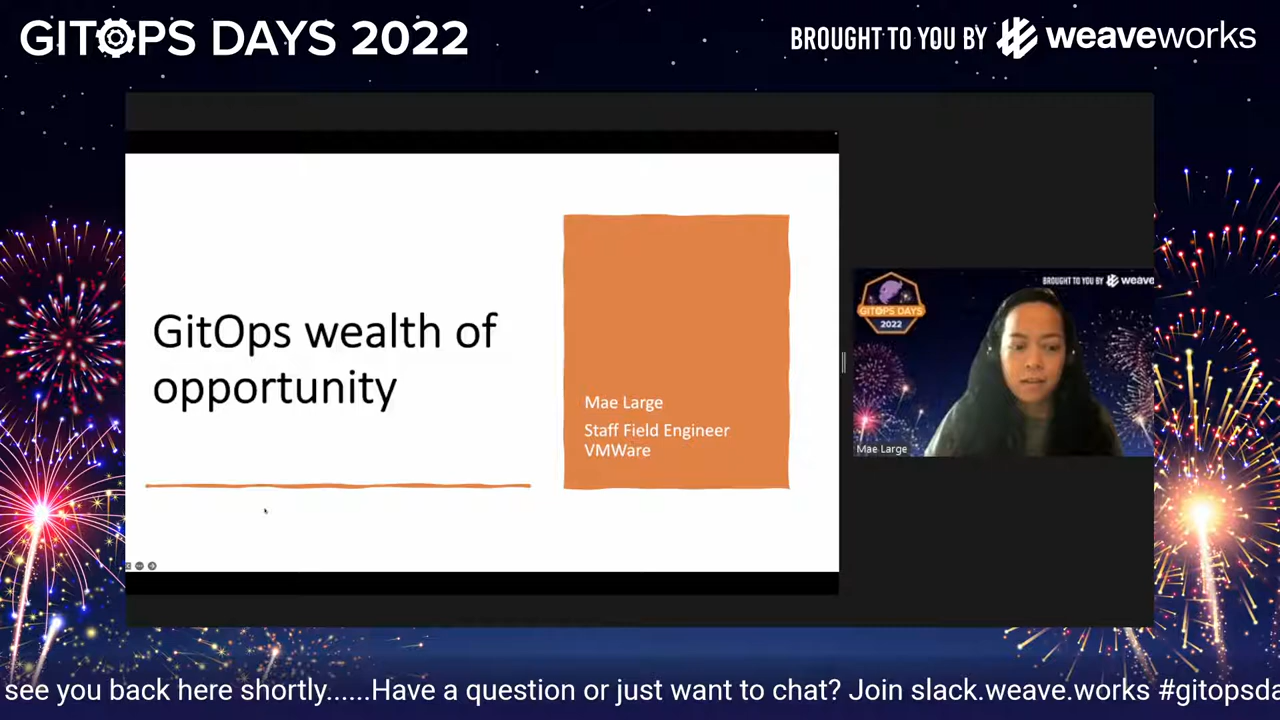 GITOPS DAYS 2022
BROUGHT TO YOU BY weaveworks
GitOps wealth of
opportunity
Mae Large
Staff Field Engineer
VMWare
BROUGHT TO YOU BY weave
GITOPS DAYS
2022
Mae Large
see you back here shortly......Have a question or just want to chat? Join slack.weave.works #gitopsda